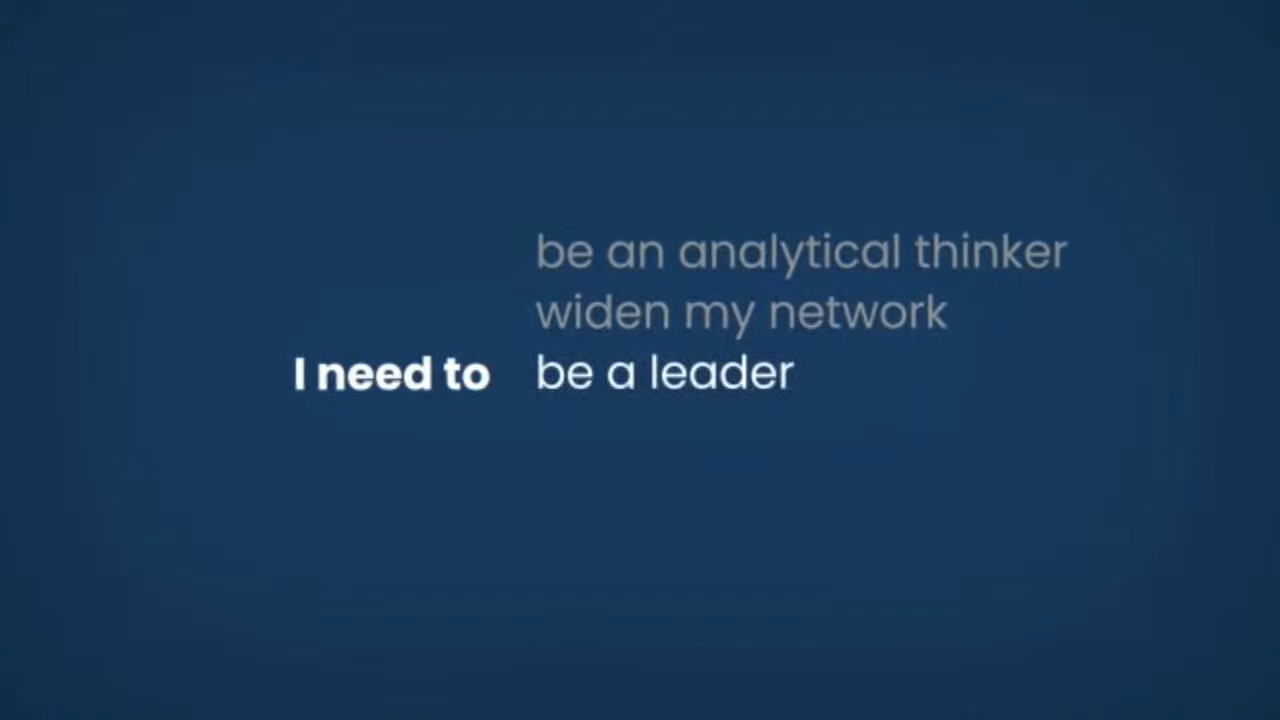 be an analytical thinker
widen my network
I need to be a leader